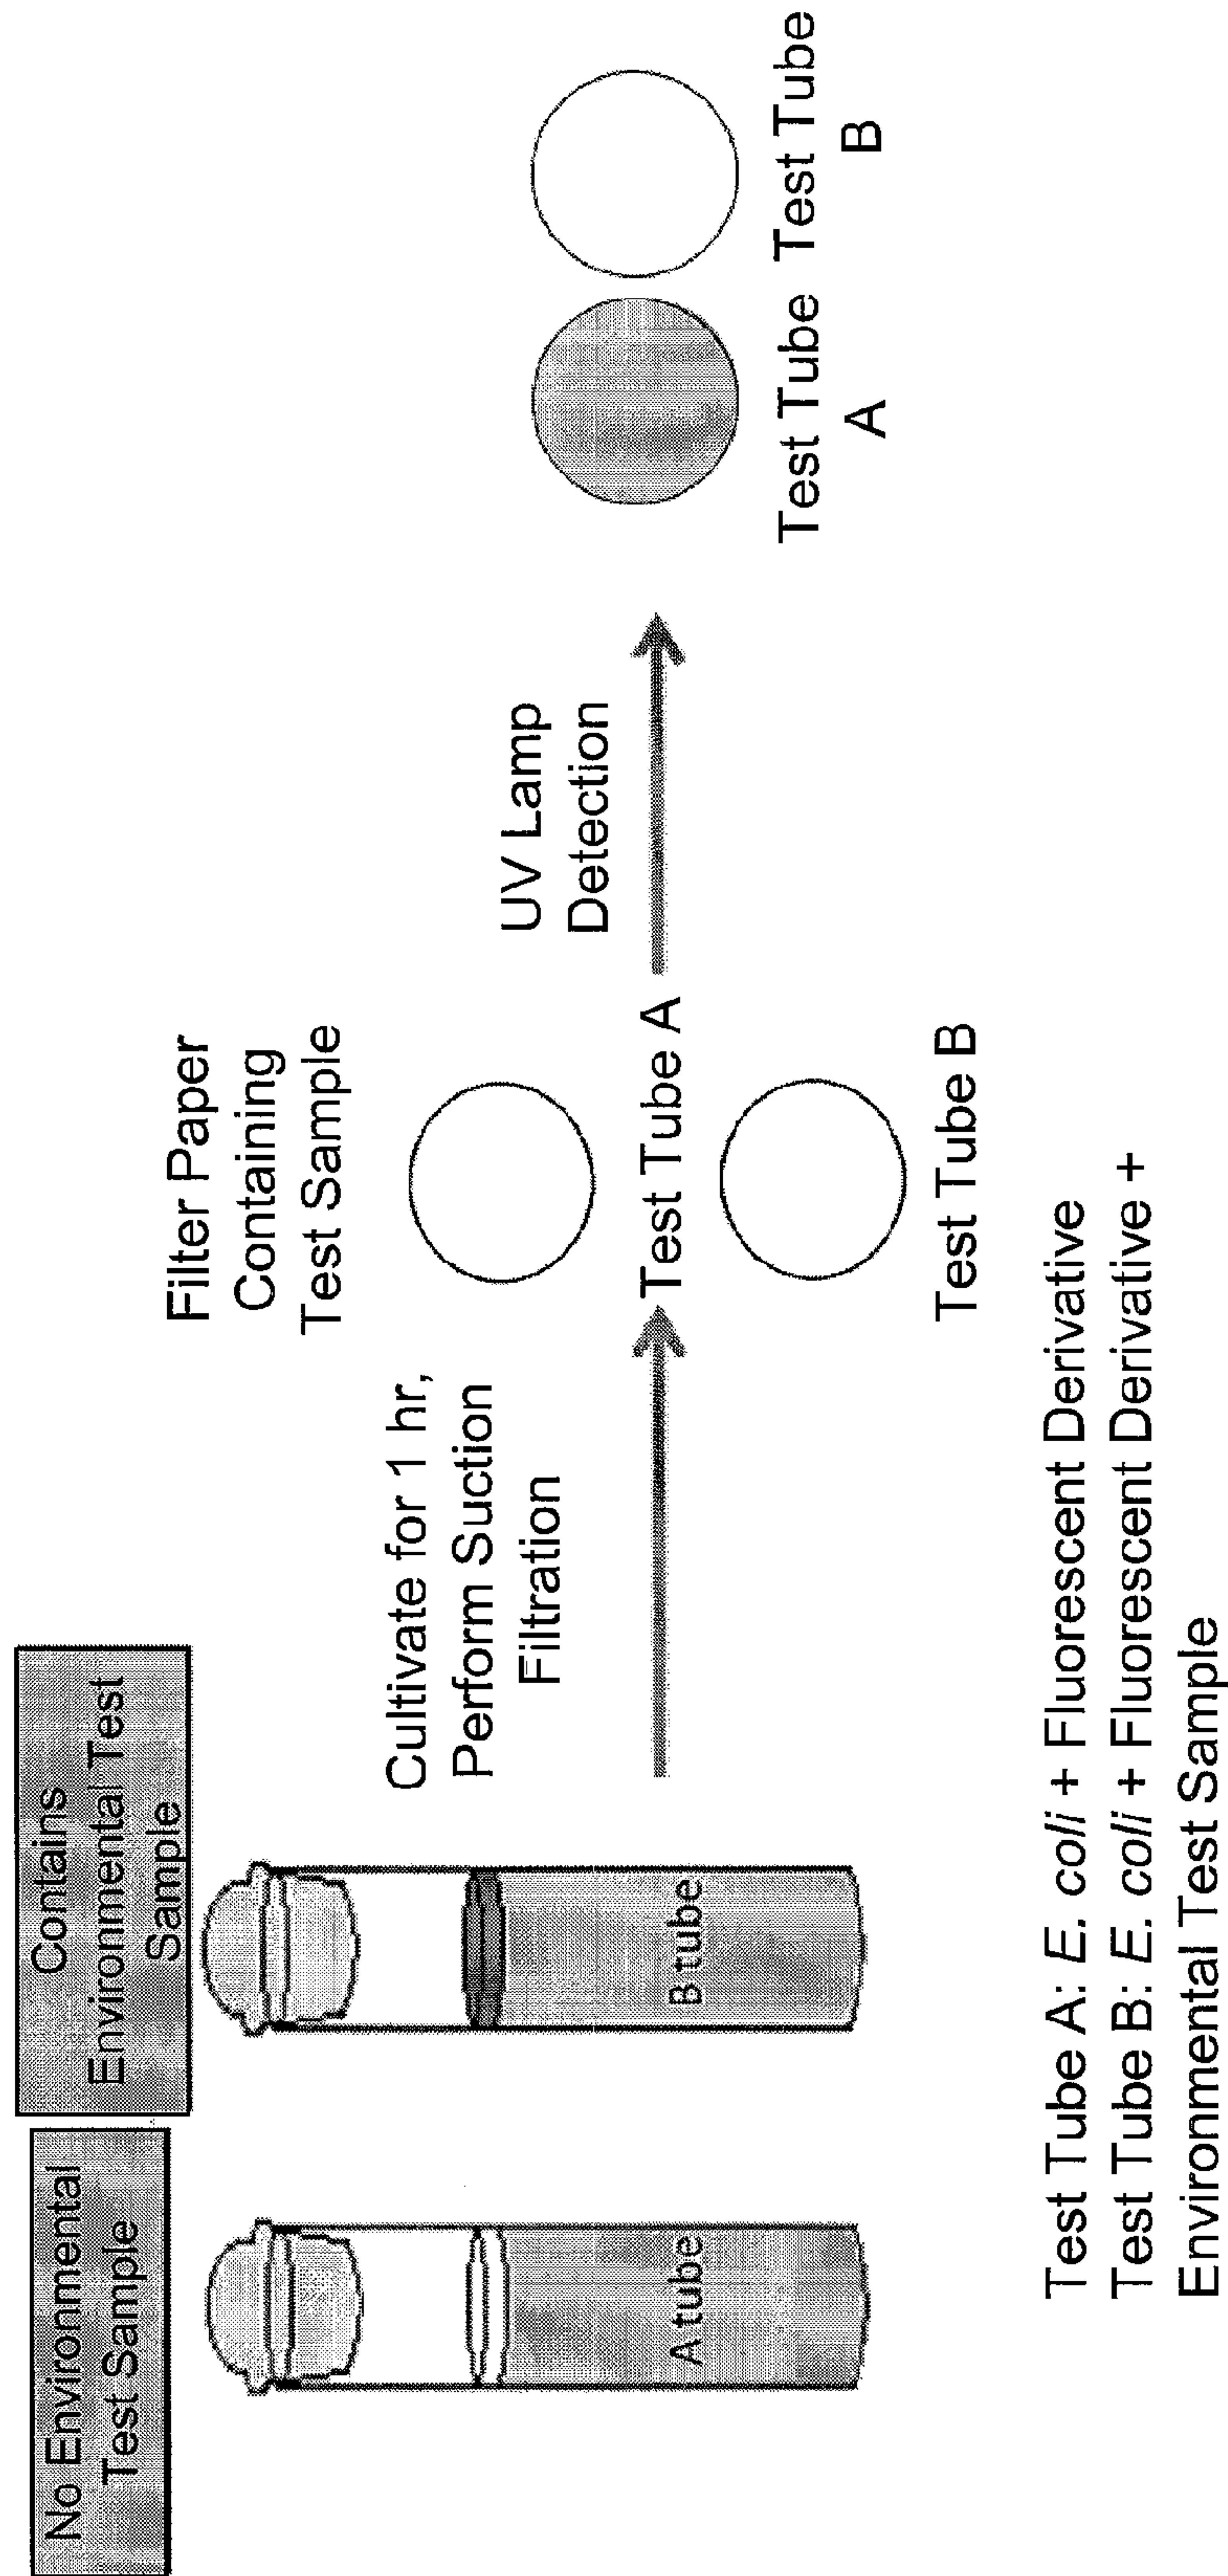 No Environmental
Test Sample
Contains
Environmental Test
Sample
A tube
B tube
Cultivate for 1 hr,
Perform Suction
Filtration
Filter Paper
Containing
Test Sample
Test Tube A
Test Tube B
UV Lamp
Detection
Test Tube
A
Test Tube
B
Test Tube A: E. coli + Fluorescent Derivative
Test Tube B: E. coli + Fluorescent Derivative +
Environmental Test Sample